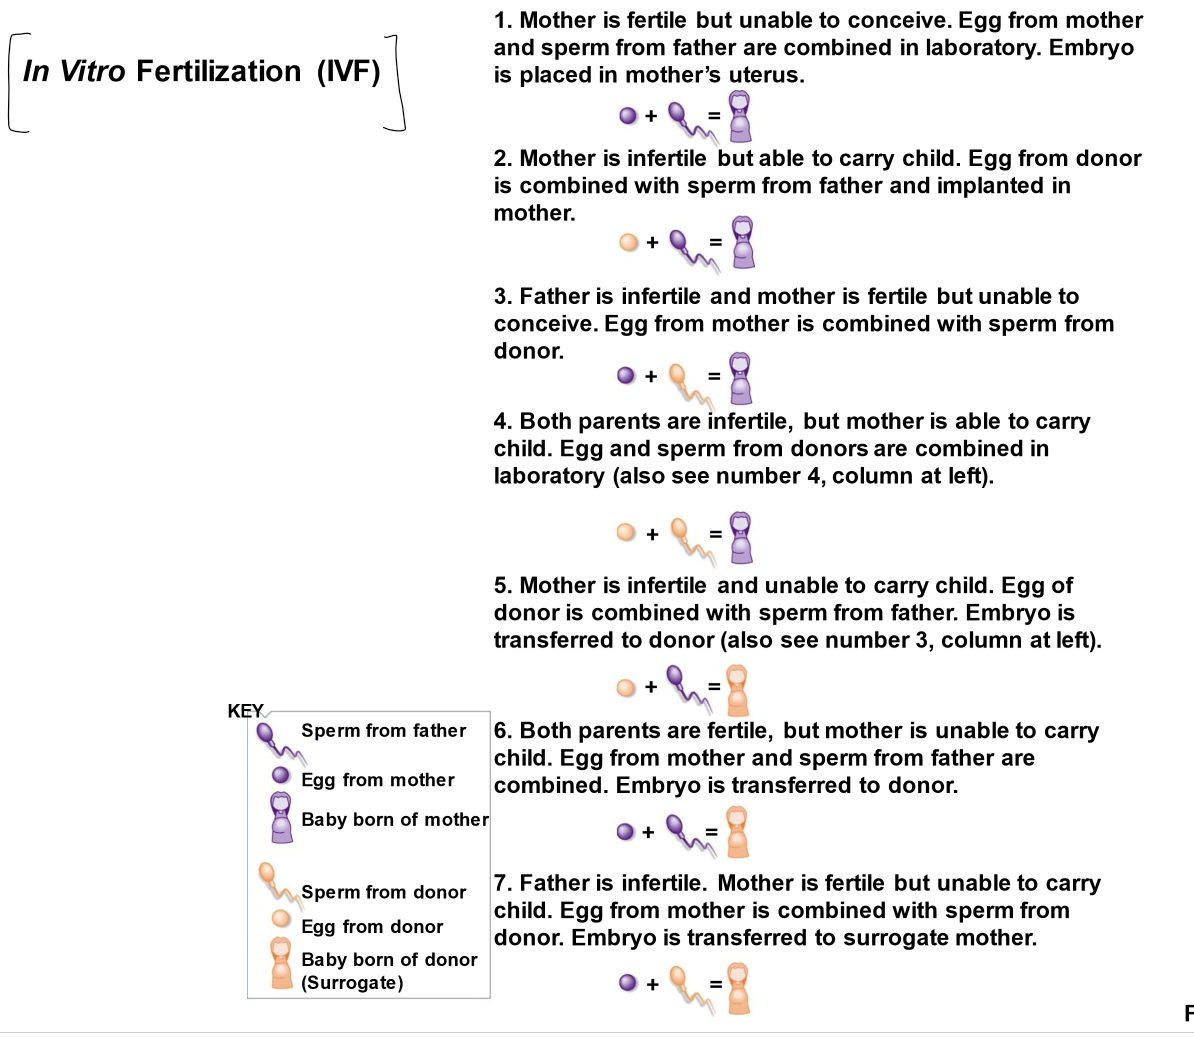 In Vitro Fertilization (IVF)
1. Mother is fertile but unable to conceive. Egg from mother
and sperm from father are combined in laboratory. Embryo
is placed in mother's uterus.
+ =
2. Mother is infertile but able to carry child. Egg from donor
is combined with sperm from father and implanted in
mother.
+ =
3. Father is infertile and mother is fertile but unable to
conceive. Egg from mother is combined with sperm from
donor.
+ =
4. Both parents are infertile, but mother is able to carry
child. Egg and sperm from donors are combined in
laboratory (also see number 4, column at left).
+ =
5. Mother is infertile and unable to carry child. Egg of
donor is combined with sperm from father. Embryo is
transferred to donor (also see number 3, column at left).
+ =
6. Both parents are fertile, but mother is unable to carry
child. Egg from mother and sperm from father are
combined. Embryo is transferred to donor.
+ =
7. Father is infertile. Mother is fertile but unable to carry
child. Egg from mother is combined with sperm from
donor. Embryo is transferred to surrogate mother.
+ =
KEY
Sperm from father
Egg from mother
Baby born of mother
Sperm from donor
Egg from donor
Baby born of donor
(Surrogate)
F